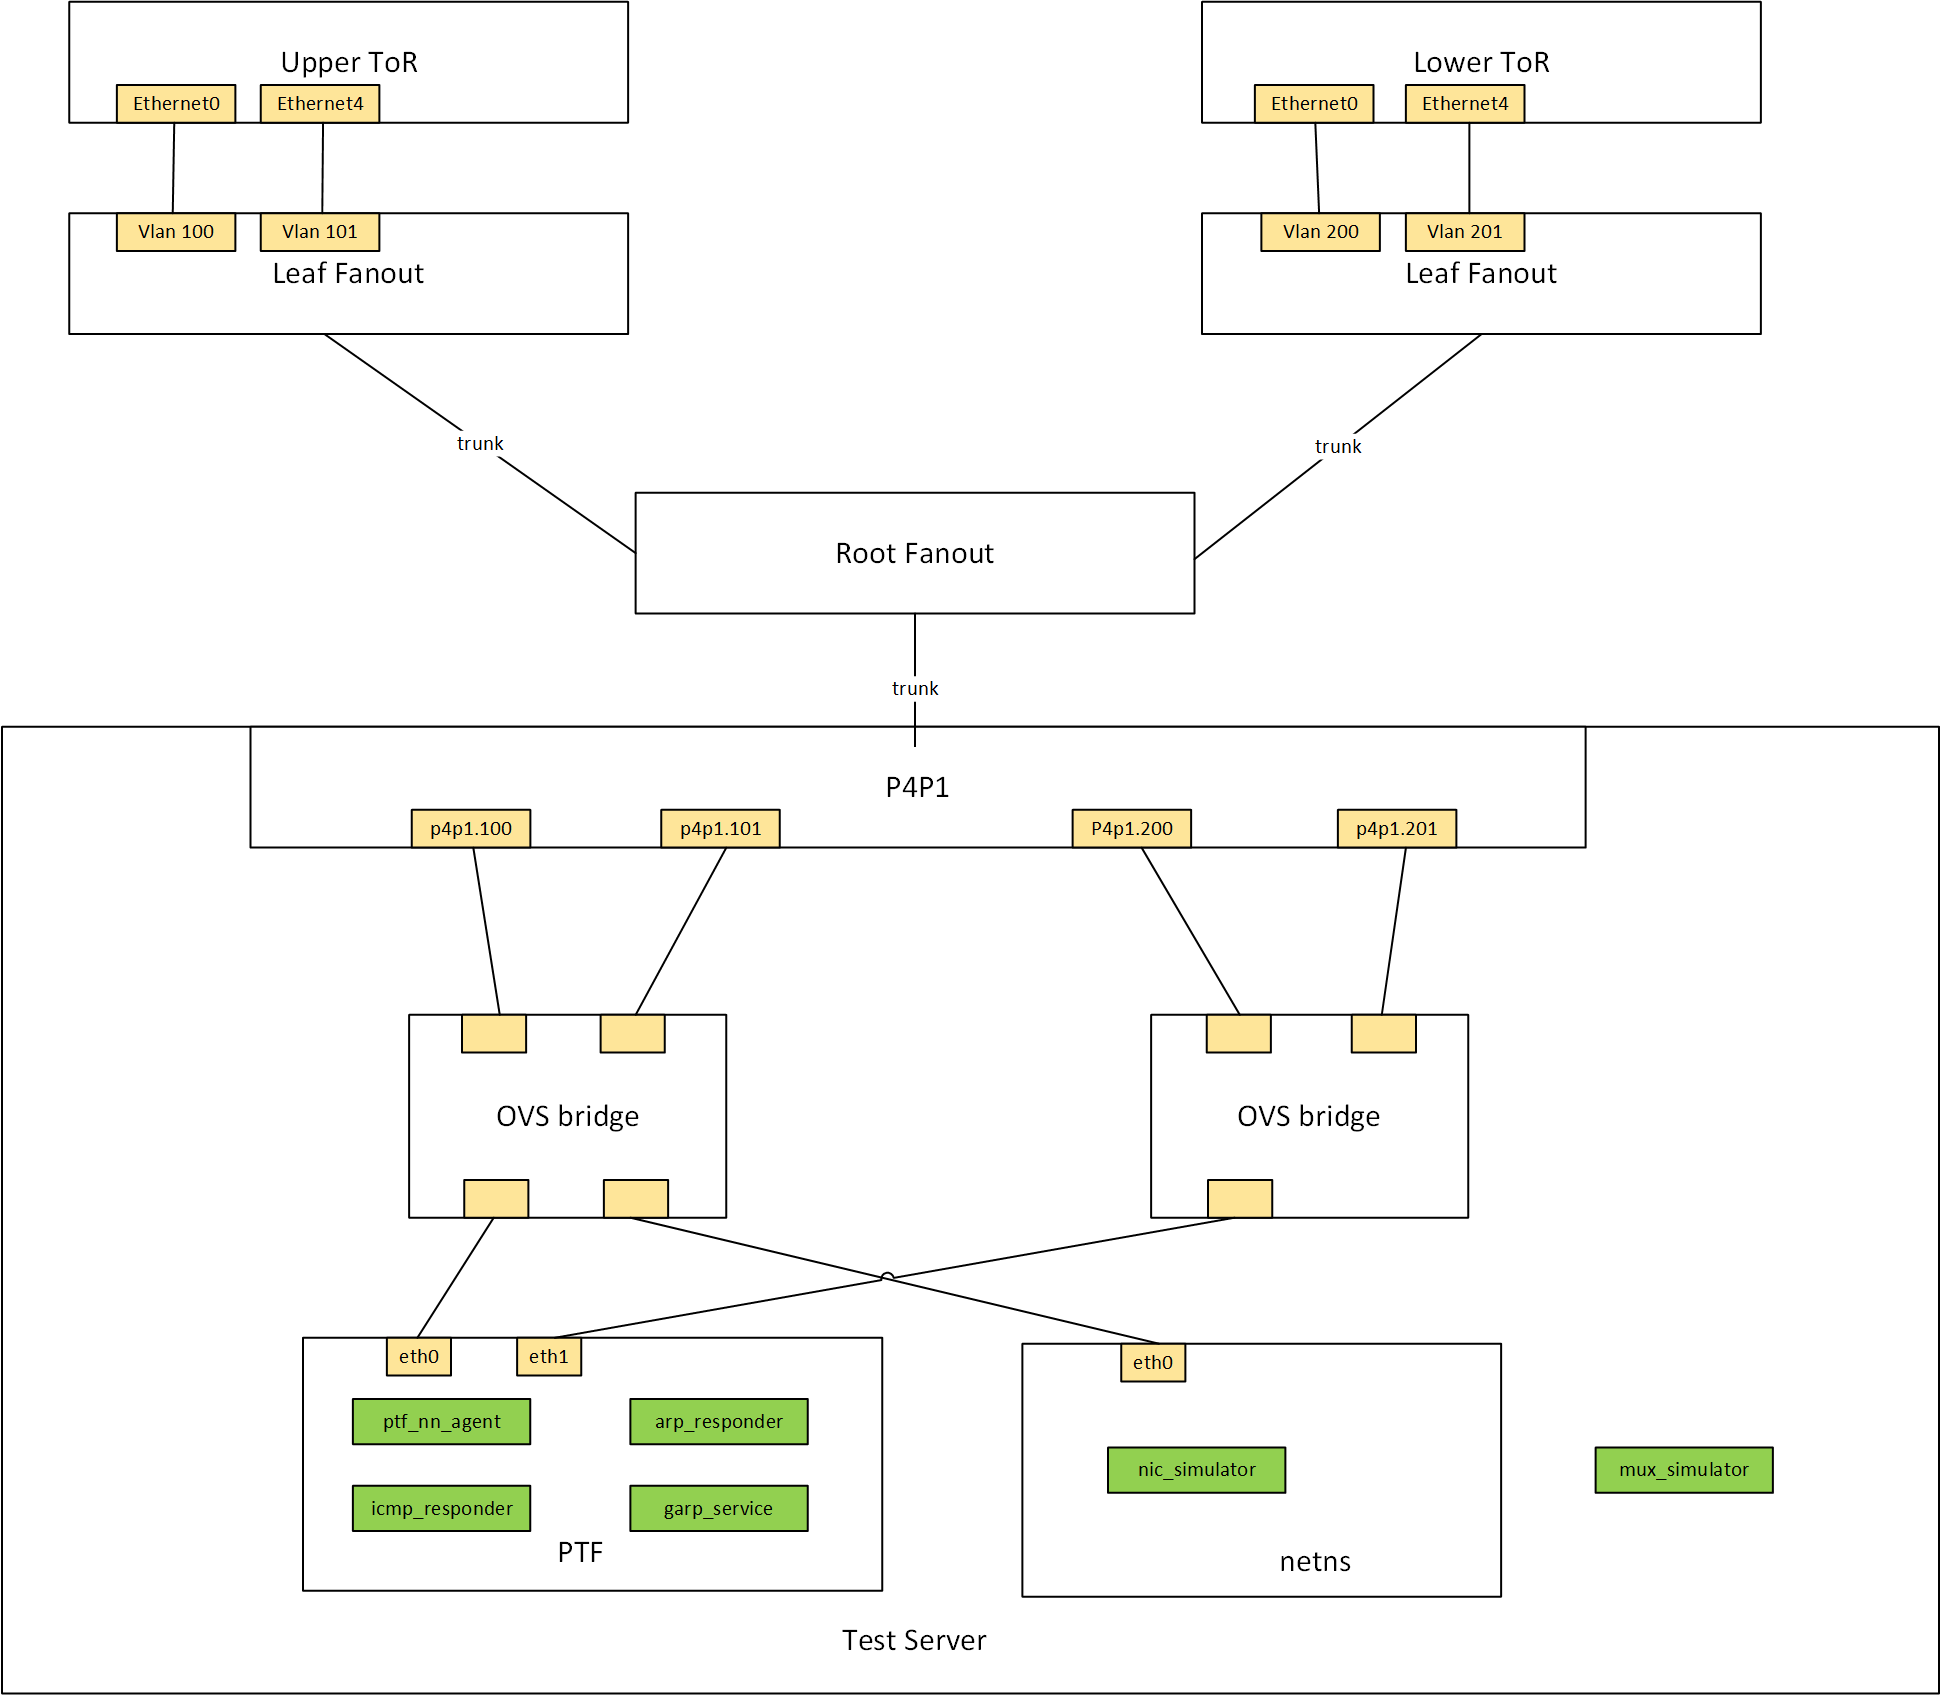 Upper ToR
Ethernet0
Ethernet4
Lower ToR
Ethernet0
Ethernet4
Vlan 100
Vlan 101
Leaf Fanout
Vlan 200
Vlan 201
Leaf Fanout
trunk
trunk
Root Fanout
trunk
P4P1
p4p1.100
p4p1.101
P4p1.200
p4p1.201
OVS bridge
OVS bridge
eth0
eth1
eth0
ptf_nn_agent
arp_responder
icmp_responder
garp_service
PTF
nic_simulator
netns
mux_simulator
Test Server